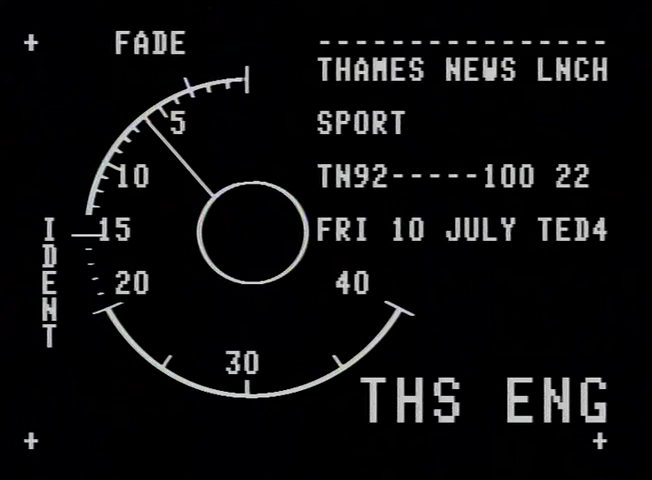 FADE
----------------
THAMES NEWS LNCH
SPORT
TN92-----100 22
FRI 10 JULY TED4
5
10
15
20
30
40
IDENT
THS ENG